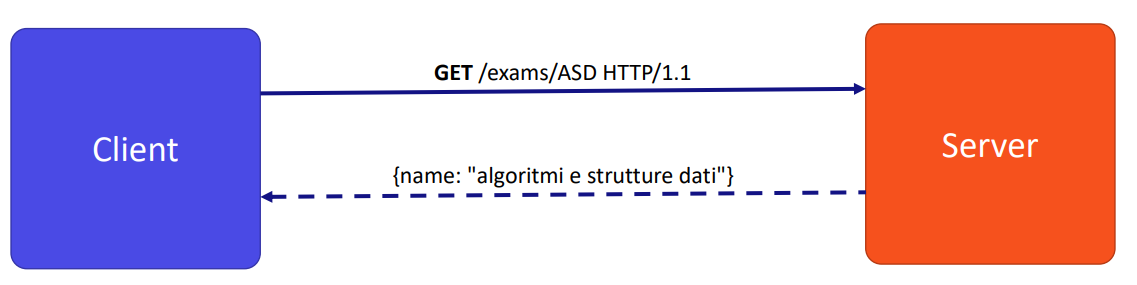 GET /exams/ASD HTTP/1.1
Client
Server
{name: "algoritmi e strutture dati"}